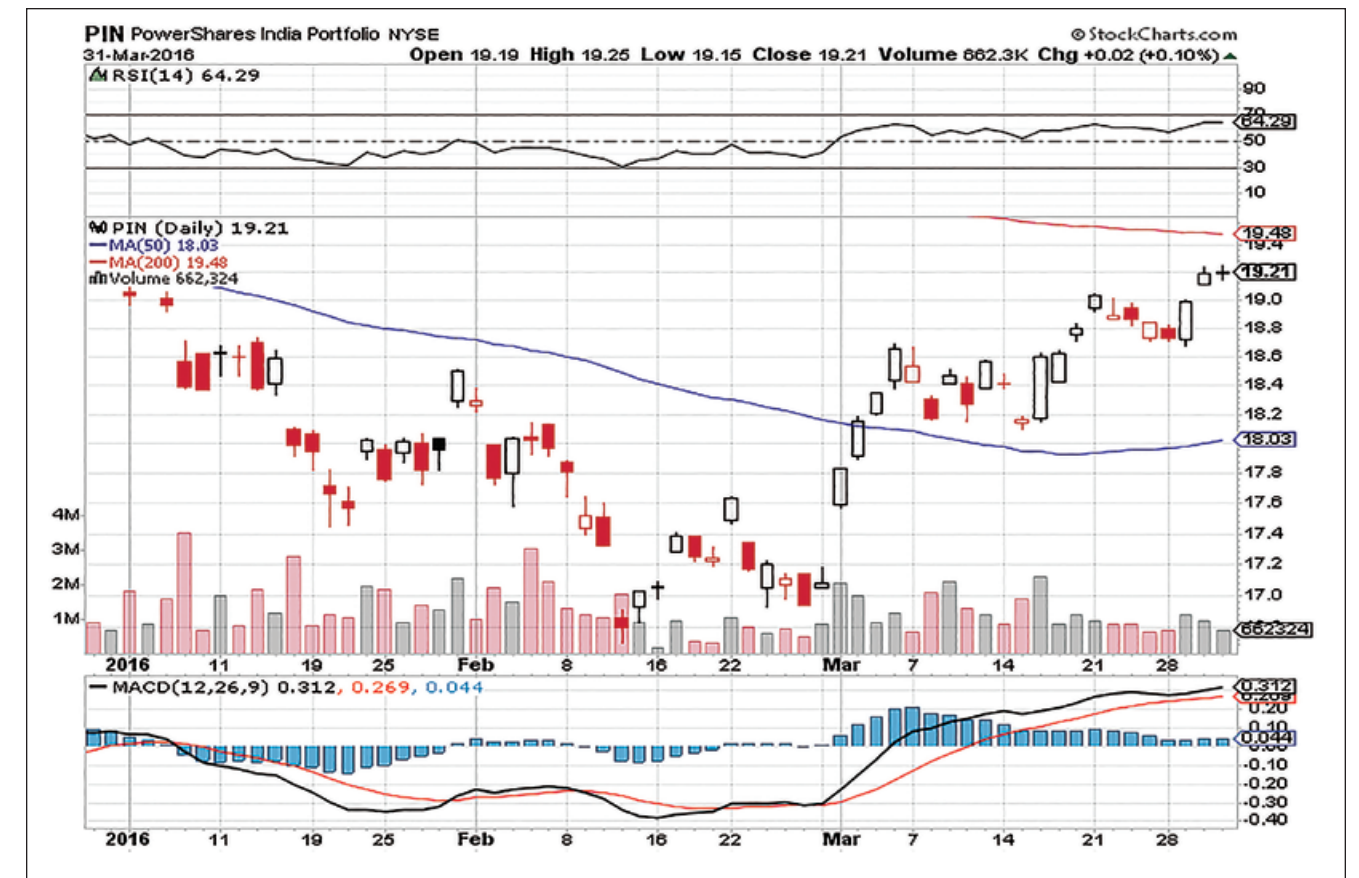 PIN PowerShares India Portfolio NYSE © StockCharts.com
31-Mar-2016 Open 19.19 High 19.25 Low 19.15 Close 19.21 Volume 662.3K Chg +0.02 (+0.10%)
RSI(14) 64.29
90
70
64.29
50
30
10
PIN (Daily) 19.21
MA(50) 18.03
MA(200) 19.48
Volume 662,324
19.48
19.4
19.21
19.0
18.8
18.6
18.4
18.2
18.03
17.8
17.6
17.4
17.2
17.0
662324
4M
3M
2M
1M
2016 11 19 25 Feb 8 16 22 Mar 7 14 21 28
MACD(12,26,9) 0.312, 0.269, 0.044
0.312
0.269
0.20
0.10
0.044
0.00
-0.10
-0.20
-0.30
-0.40
2016 11 19 25 Feb 8 16 22 Mar 7 14 21 28